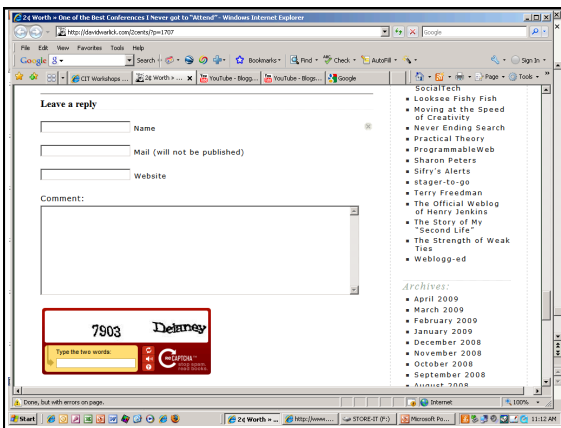 2¢ Worth » One of the Best Conferences I Never got to "Attend" - Windows Internet Explorer
http://davidwarlick.com/2cents/?p=1707
Google
File Edit View Favorites Tools Help
Google Search Bookmarks Find Check AutoFill Sign In
CIT Workshops ... 2¢ Worth » ... YouTube - Blogg... YouTube - Blogs... Google Page Tools
Leave a reply
Name
Mail (will not be published)
Website
Comment:
7903 Delaney
Type the two words:
reCAPTCHA™
stop spam.
read books.
SocialTech
Looksee Fishy Fish
Moving at the Speed
of Creativity
Never Ending Search
Practical Theory
ProgrammableWeb
Sharon Peters
Sifry's Alerts
stager-to-go
Terry Freedman
The Official Weblog
of Henry Jenkins
The Story of My
"Second Life"
The Strength of Weak
Ties
Weblogg-ed
Archives:
April 2009
March 2009
February 2009
January 2009
December 2008
November 2008
October 2008
September 2008
August 2008
Done, but with errors on page. Internet 100%
Start 2¢ Worth » ... http://www.... STORE-IT (F:) Microsoft Po... 11:12 AM